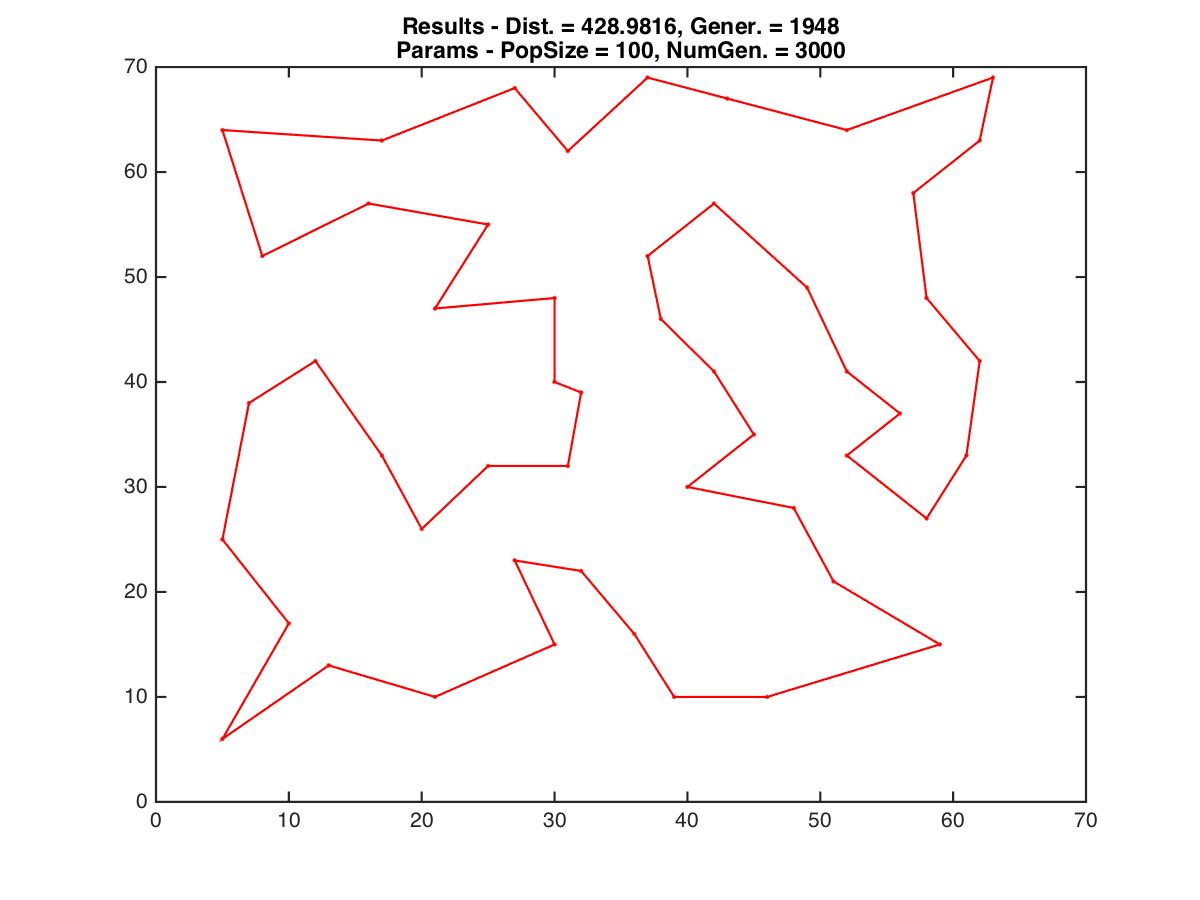 Results - Dist. = 428.9816, Gener. = 1948
Params - PopSize = 100, NumGen. = 3000
70
60
50
40
30
20
10
0
0 10 20 30 40 50 60 70